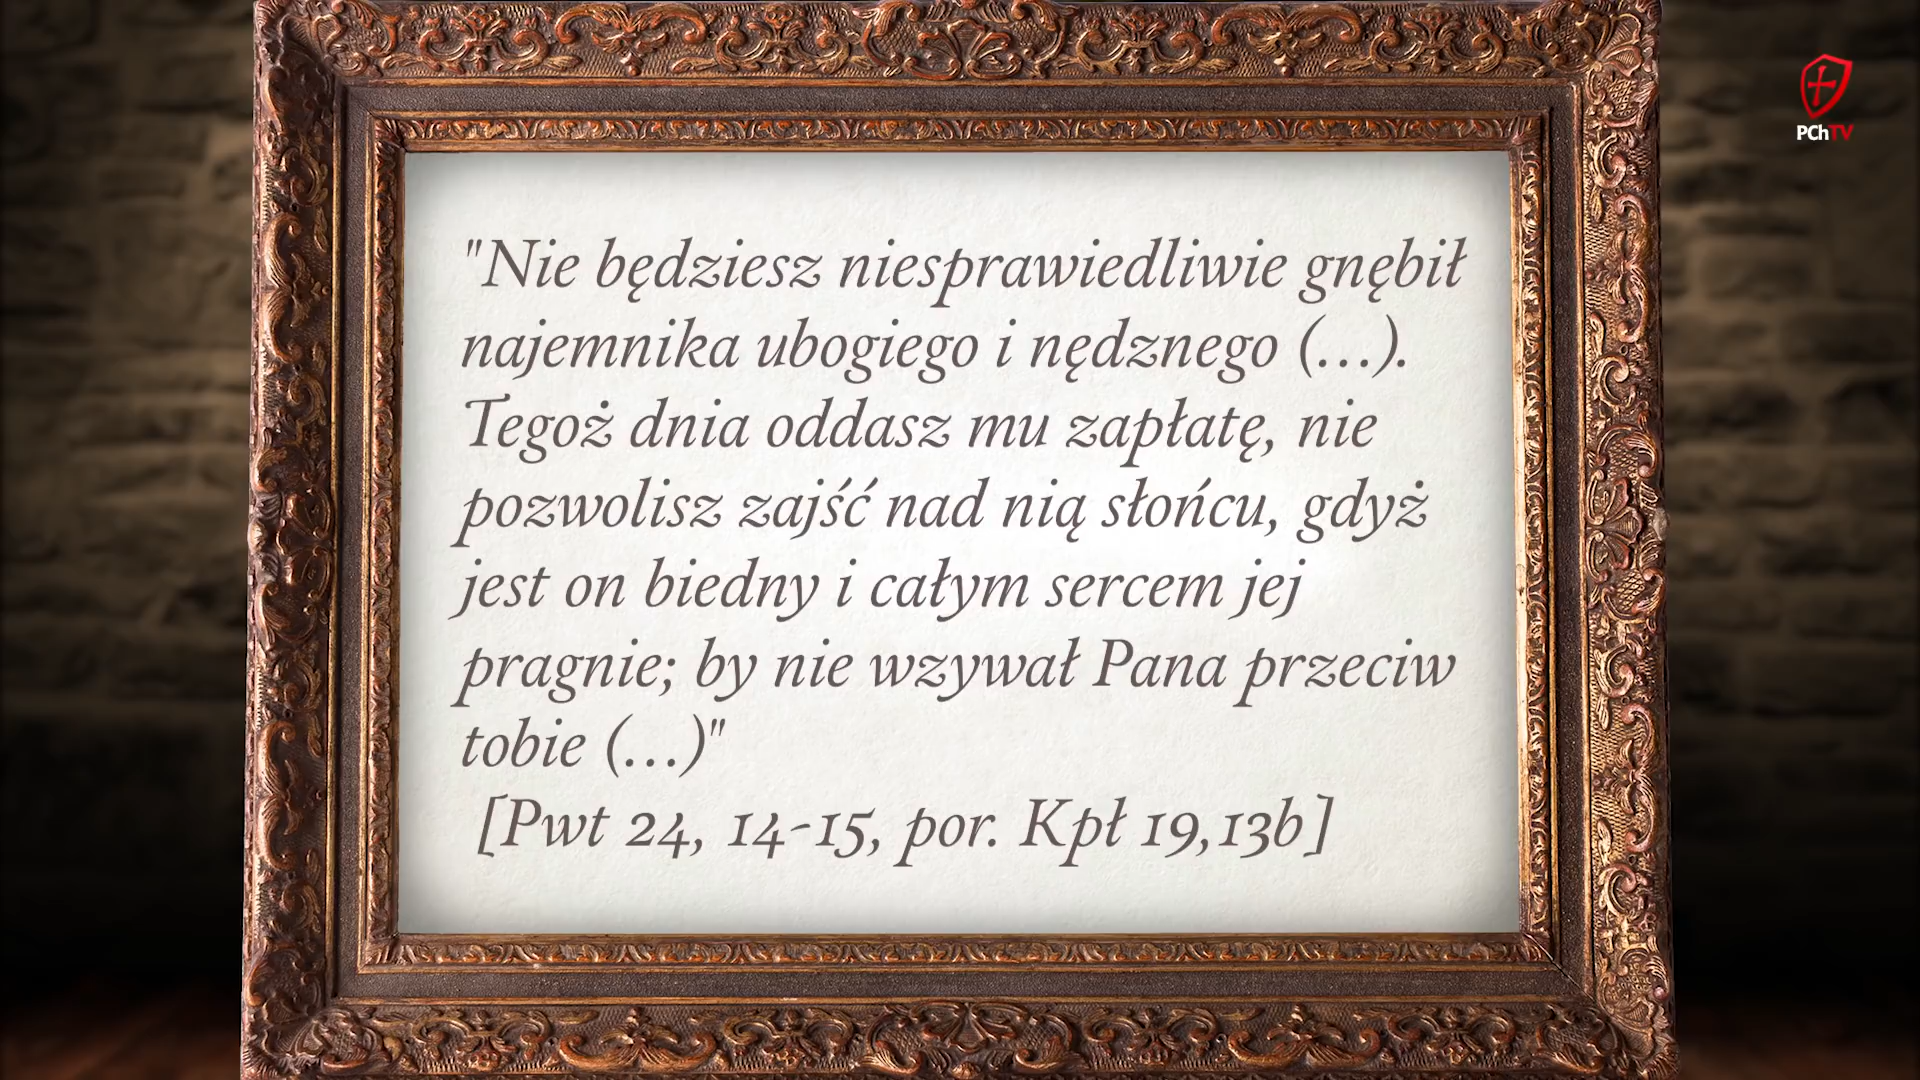 PChTV
"Nie będziesz niesprawiedliwie gnębił
najemnika ubogiego i nędznego (...).
Tegoż dnia oddasz mu zapłatę, nie
pozwolisz zajść nad nią słońcu, gdyż
jest on biedny i całym sercem jej
pragnie; by nie wzywał Pana przeciw
tobie (...)"
[Pwt 24, 14-15, por. Kpł 19,13b]